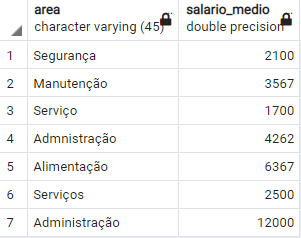 area salario_medio
character varying (45) double precision
1 Segurança 2100
2 Manutenção 3567
3 Serviço 1700
4 Admnistração 4262
5 Alimentação 6367
6 Serviços 2500
7 Administração 12000